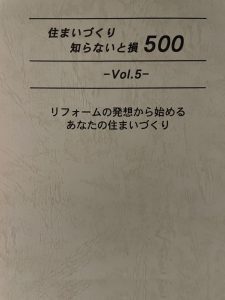 住まいづくり
知らないと損 500
–Vol.5–
リフォームの発想から始める
あなたの住まいづくり